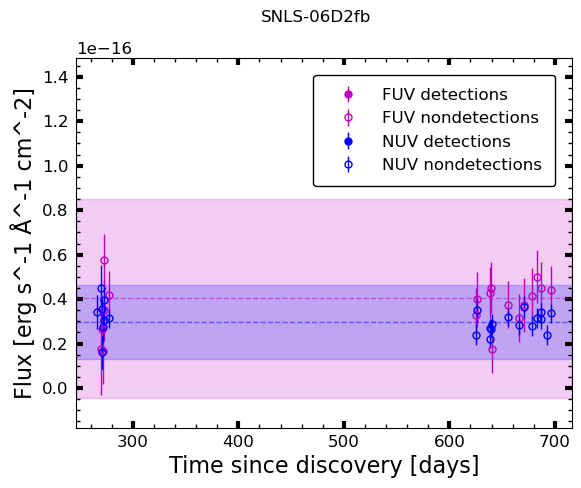 SNLS-06D2fb
1e−16
FUV detections
FUV nondetections
NUV detections
NUV nondetections
1.4
1.2
1.0
0.8
0.6
0.4
0.2
0.0
Flux [erg s^-1 Å^-1 cm^-2]
300 400 500 600 700
Time since discovery [days]